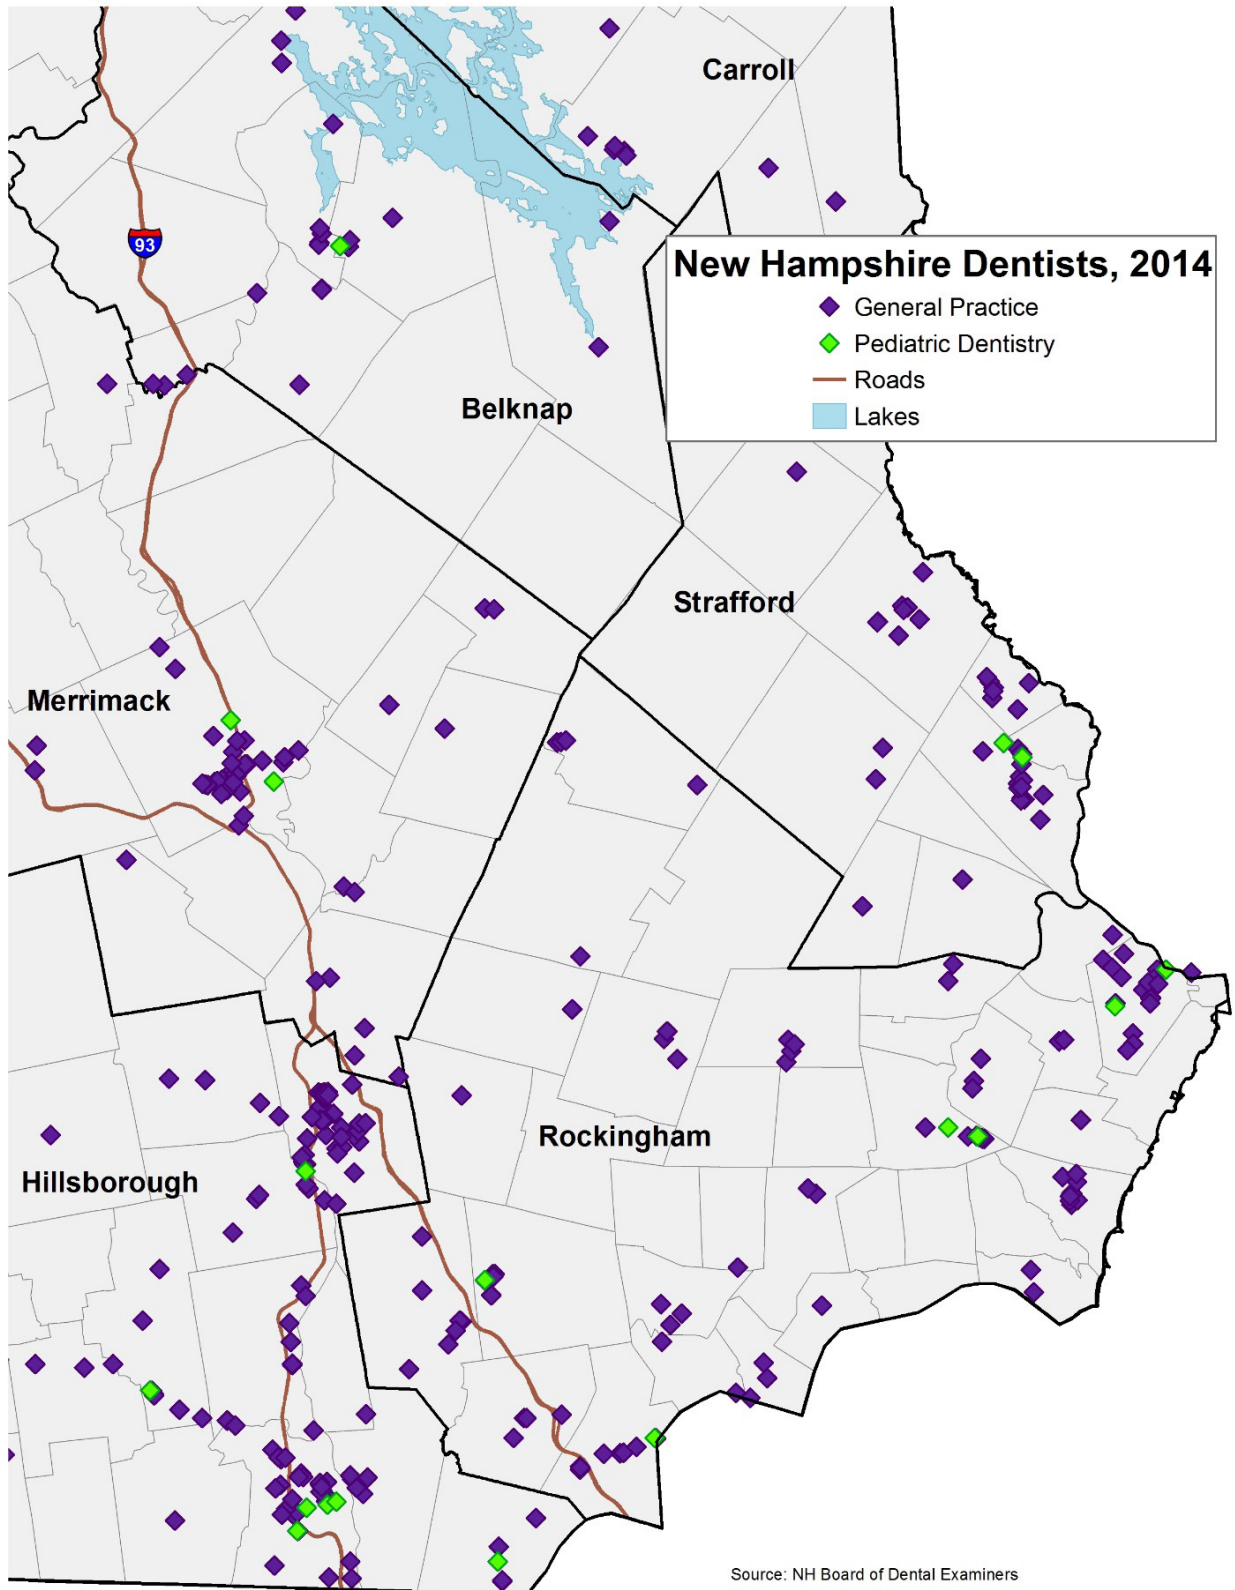 Carroll
93
New Hampshire Dentists, 2014
General Practice
Pediatric Dentistry
Roads
Lakes
Belknap
Strafford
Merrimack
Rockingham
Hillsborough
Source: NH Board of Dental Examiners